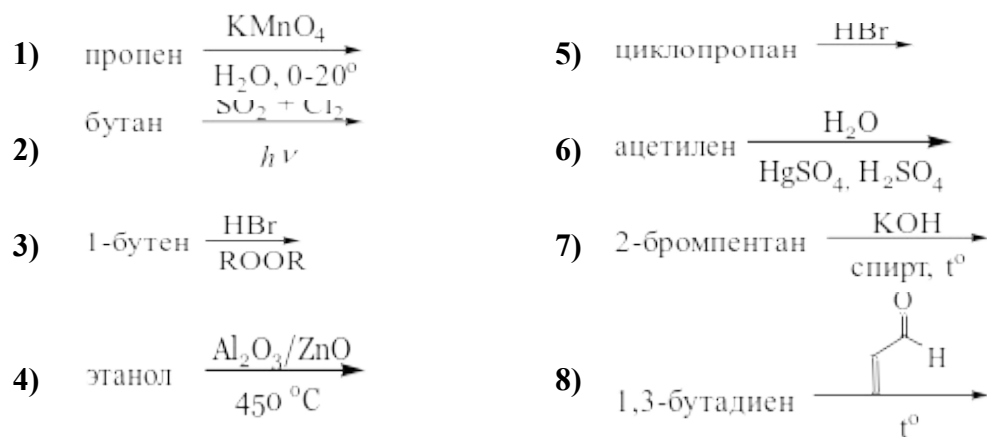 1) пропен KMnO₄
H₂O, 0-20°
2) бутан SO₂ + Cl₂
hν
3) 1-бутен HBr
ROOR
4) этанол Al₂O₃/ZnO
450 °C
5) циклопропан HBr
6) ацетилен H₂O
HgSO₄, H₂SO₄
7) 2-бромпентан KOH
спирт, t°
8) 1,3-бутадиен O
H
t°